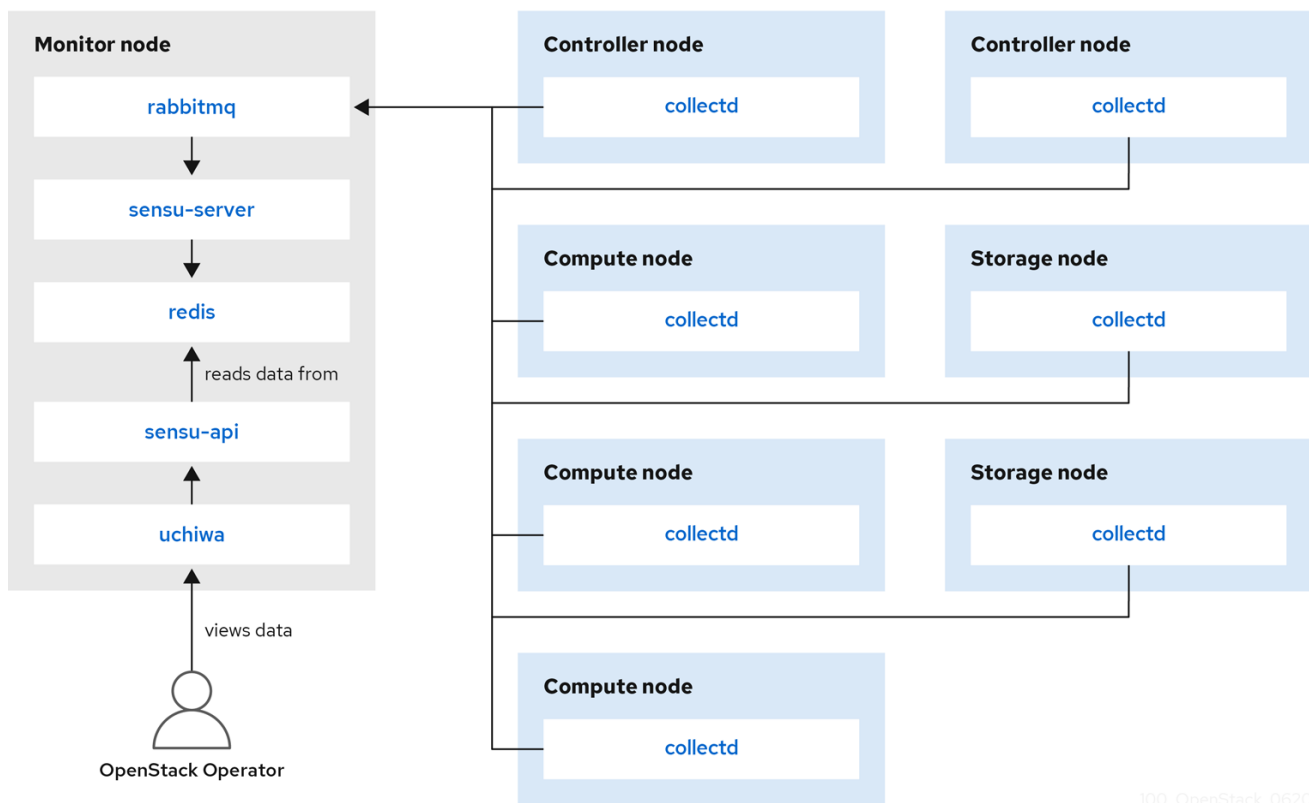 Monitor node
rabbitmq
sensu-server
redis
reads data from
sensu-api
uchiwa
views data
OpenStack Operator
Controller node
collectd
Controller node
collectd
Compute node
collectd
Storage node
collectd
Compute node
collectd
Storage node
collectd
Compute node
collectd
100_OpenStack_0620